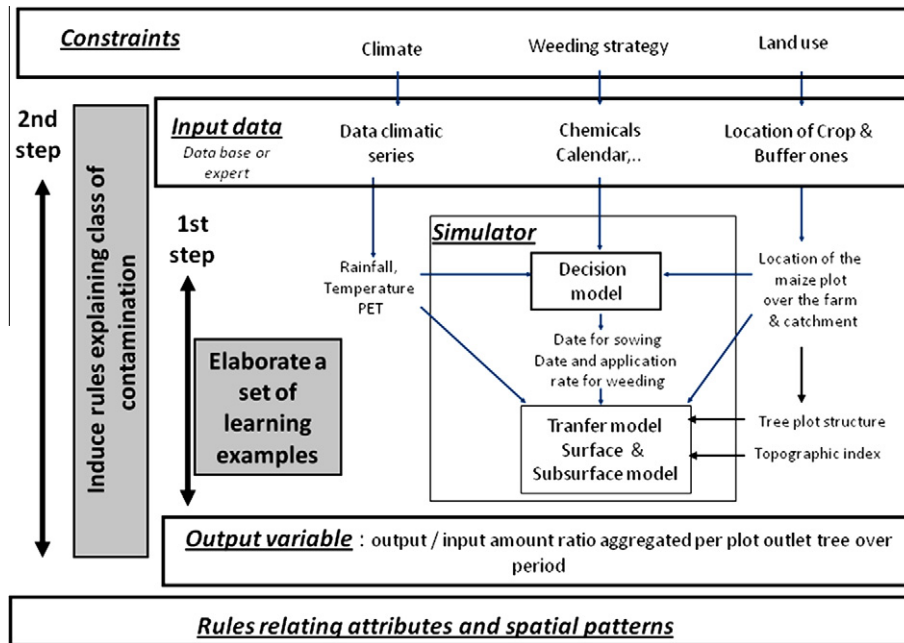 Constraints
Climate
Weeding strategy
Land use
2nd
step
Induce rules explaining class of
contamination
Input data
Data base or
expert
Data climatic
series
Chemicals
Calendar,..
Location of Crop &
Buffer ones
1st
step
Elaborate a
set of
learning
examples
Rainfall,
Temperature
PET
Simulator
Decision
model
Location of the
maize plot
over the farm
& catchment
Date for sowing
Date and application
rate for weeding
Tranfer model
Surface &
Subsurface model
Tree plot structure
Topographic index
Output variable : output / input amount ratio aggregated per plot outlet tree over
period
Rules relating attributes and spatial patterns